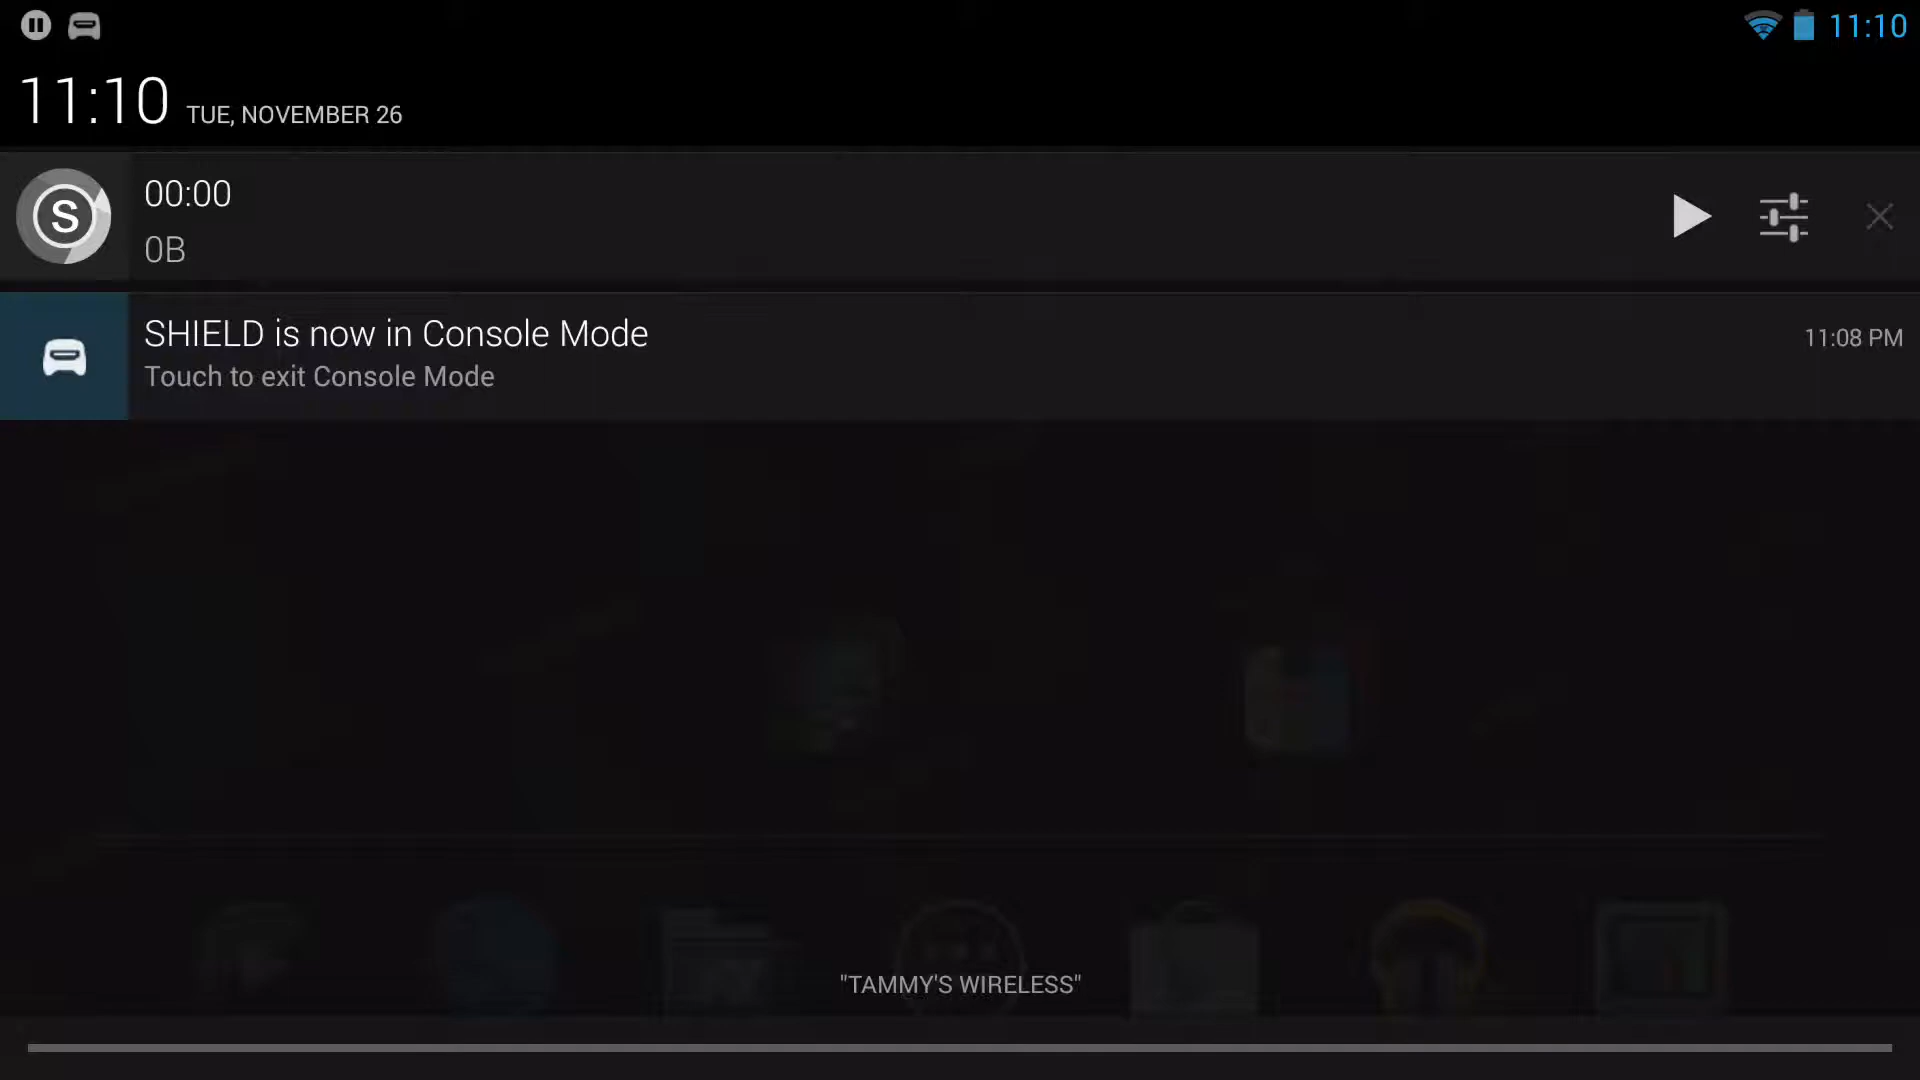 11:10
11:10 TUE, NOVEMBER 26
S
00:00
0B
SHIELD is now in Console Mode
11:08 PM
Touch to exit Console Mode
"TAMMY'S WIRELESS"